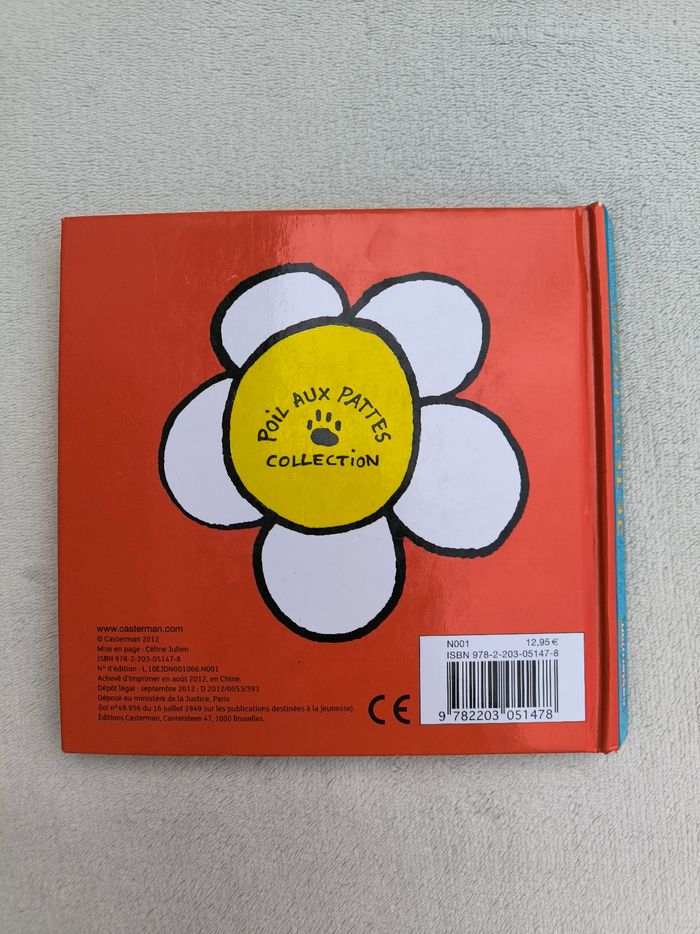 POIL AUX PATTES
COLLECTION
www.casterman.com
© Casterman 2012
Mise en page : Céline Julien
ISBN 978-2-203-05147-8
N° d'édition : L.10EJDN001066.N001
Achevé d'imprimer en août 2012, en Chine.
Dépôt légal : septembre 2012 ; D.2012/0053/393
Déposé au ministère de la Justice, Paris
(loi n°49.956 du 16 juillet 1949 sur les publications destinées à la jeunesse).
Éditions Casterman, Cantersteen 47, 1000 Bruxelles.
CE
N001 12,95 €
ISBN 978-2-203-05147-8
9 782203 051478
casterman